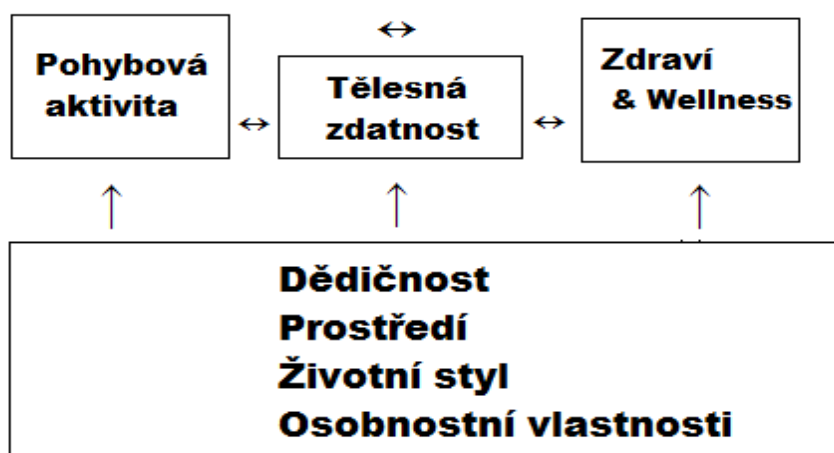 Pohybová
aktivita
↔
↔
Tělesná
zdatnost
↔
Zdraví
& Wellness
↑ ↑ ↑
Dědičnost
Prostředí
Životní styl
Osobnostní vlastnosti